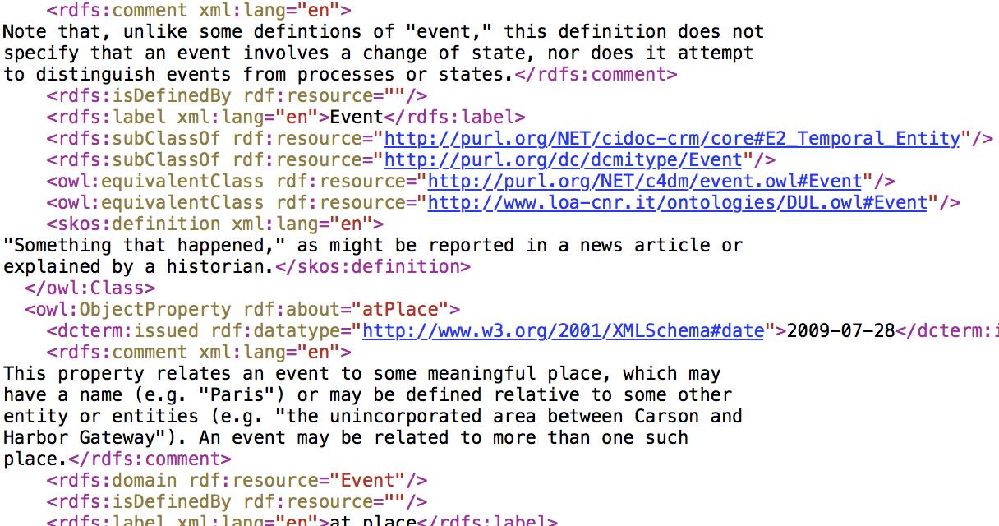 <rdfs:comment xml:lang="en">
Note that, unlike some defintions of "event," this definition does not
specify that an event involves a change of state, nor does it attempt
to distinguish events from processes or states.</rdfs:comment>
<rdfs:isDefinedBy rdf:resource=""/>
<rdfs:label xml:lang="en">Event</rdfs:label>
<rdfs:subClassOf rdf:resource="http://purl.org/NET/cidoc-crm/core#E2_Temporal_Entity"/>
<rdfs:subClassOf rdf:resource="http://purl.org/dc/dcmitype/Event"/>
<owl:equivalentClass rdf:resource="http://purl.org/NET/c4dm/event.owl#Event"/>
<owl:equivalentClass rdf:resource="http://www.loa-cnr.it/ontologies/DUL.owl#Event"/>
<skos:definition xml:lang="en">
"Something that happened," as might be reported in a news article or
explained by a historian.</skos:definition>
</owl:Class>
<owl:ObjectProperty rdf:about="atPlace">
<dcterm:issued rdf:datatype="http://www.w3.org/2001/XMLSchema#date">2009-07-28</dcterm:i
<rdfs:comment xml:lang="en">
This property relates an event to some meaningful place, which may
have a name (e.g. "Paris") or may be defined relative to some other
entity or entities (e.g. "the unincorporated area between Carson and
Harbor Gateway"). An event may be related to more than one such
place.</rdfs:comment>
<rdfs:domain rdf:resource="Event"/>
<rdfs:isDefinedBy rdf:resource=""/>
<rdfs:label xml:lang="en">at place</rdfs:label>